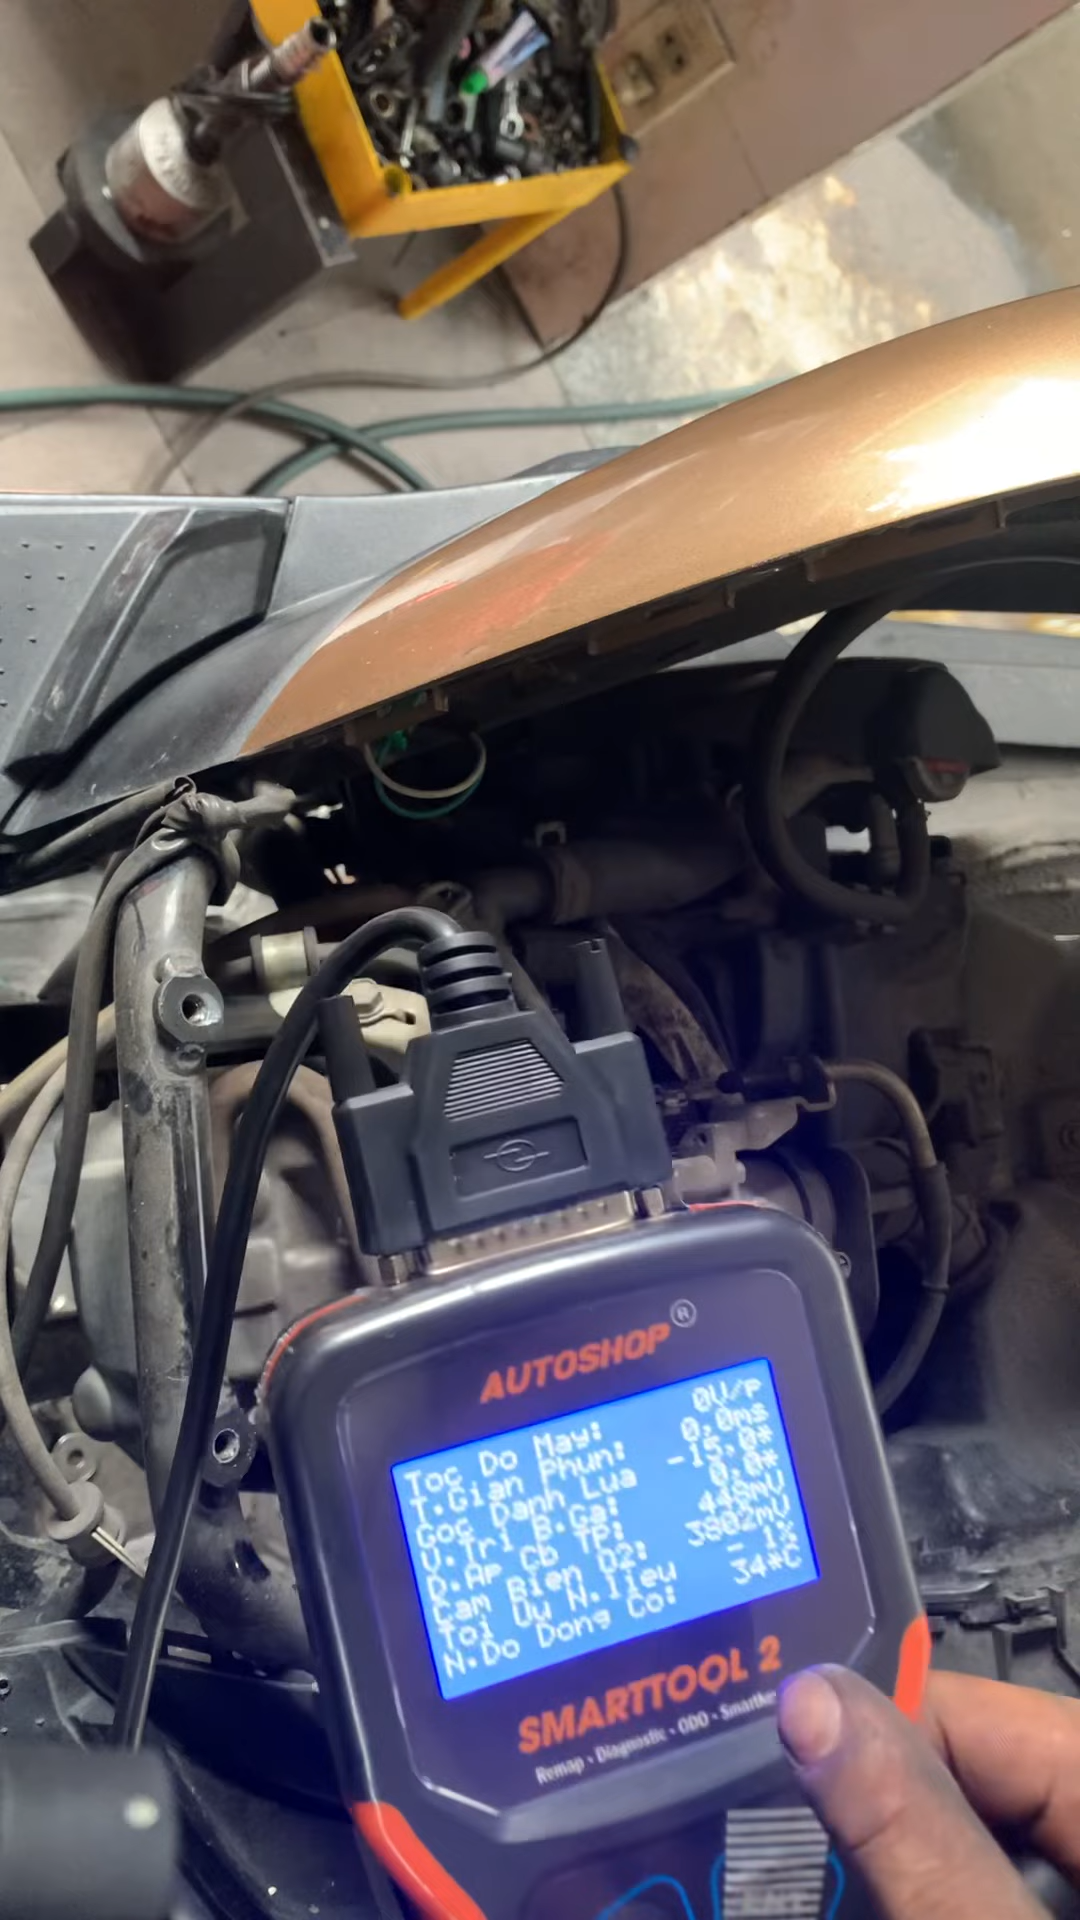 AUTOSHOP ®
Toc Do May: 0V/P
T.Gian Phun: 0.0ms
Goc Danh Lua -15.0*
V.Tri B.Ga: 0.0*
D.Ap Cb TP: 448mV
Cam Bien O2: 3802mV
Toi Uu N.lieu - 1%
N.Do Dong Co: 34*C
SMARTTOOL 2
Remap - Diagnostic - ODO -